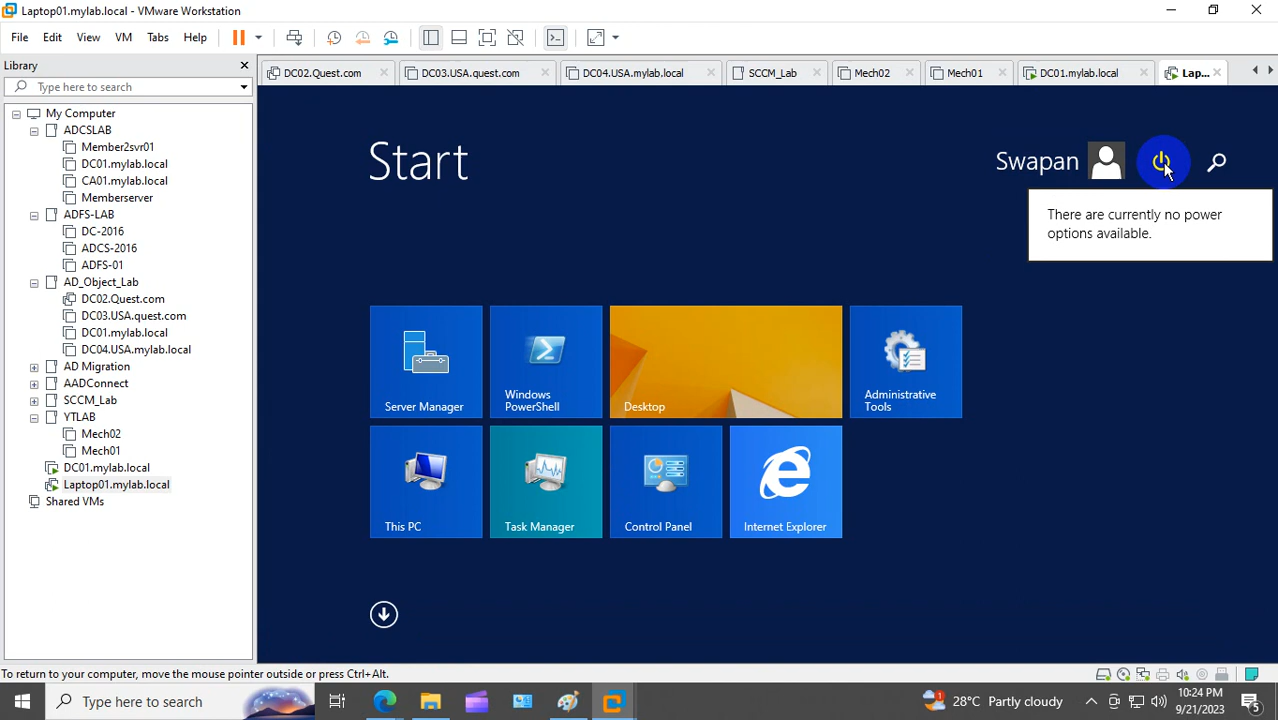 Laptop01.mylab.local - VMware Workstation
File Edit View VM Tabs Help
Library
Type here to search
My Computer
ADCSLAB
Member2svr01
DC01.mylab.local
CA01.mylab.local
Memberserver
ADFS-LAB
DC-2016
ADCS-2016
ADFS-01
AD_Object_Lab
DC02.Quest.com
DC03.USA.quest.com
DC01.mylab.local
DC04.USA.mylab.local
AD Migration
AADConnect
SCCM_Lab
YTLAB
Mech02
Mech01
DC01.mylab.local
Laptop01.mylab.local
Shared VMs
DC02.Quest.com DC03.USA.quest.com DC04.USA.mylab.local SCCM_Lab Mech02 Mech01 DC01.mylab.local Lap...
Start
Swapan
There are currently no power
options available.
Server Manager
Windows
PowerShell
Desktop
Administrative
Tools
This PC
Task Manager
Control Panel
Internet Explorer
To return to your computer, move the mouse pointer outside or press Ctrl+Alt.
Type here to search
1
28°C Partly cloudy
10:24 PM
9/21/2023
5